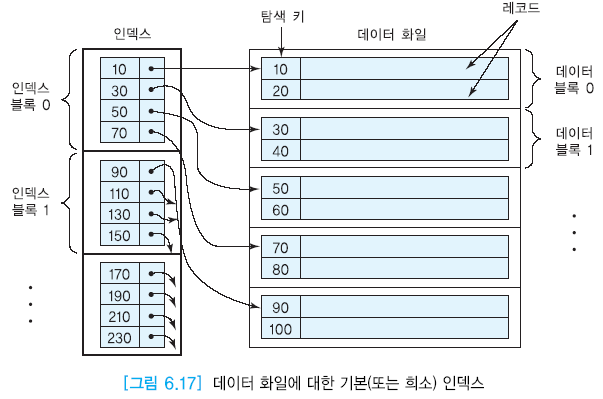 레코드
탐색 키
인덱스
데이터 화일
인덱스
블록 0
10
30
50
70
인덱스
블록 1
90
110
130
150
170
190
210
230
10
20
데이터
블록 0
30
40
데이터
블록 1
50
60
70
80
90
100
[그림 6.17] 데이터 화일에 대한 기본(또는 희소) 인덱스